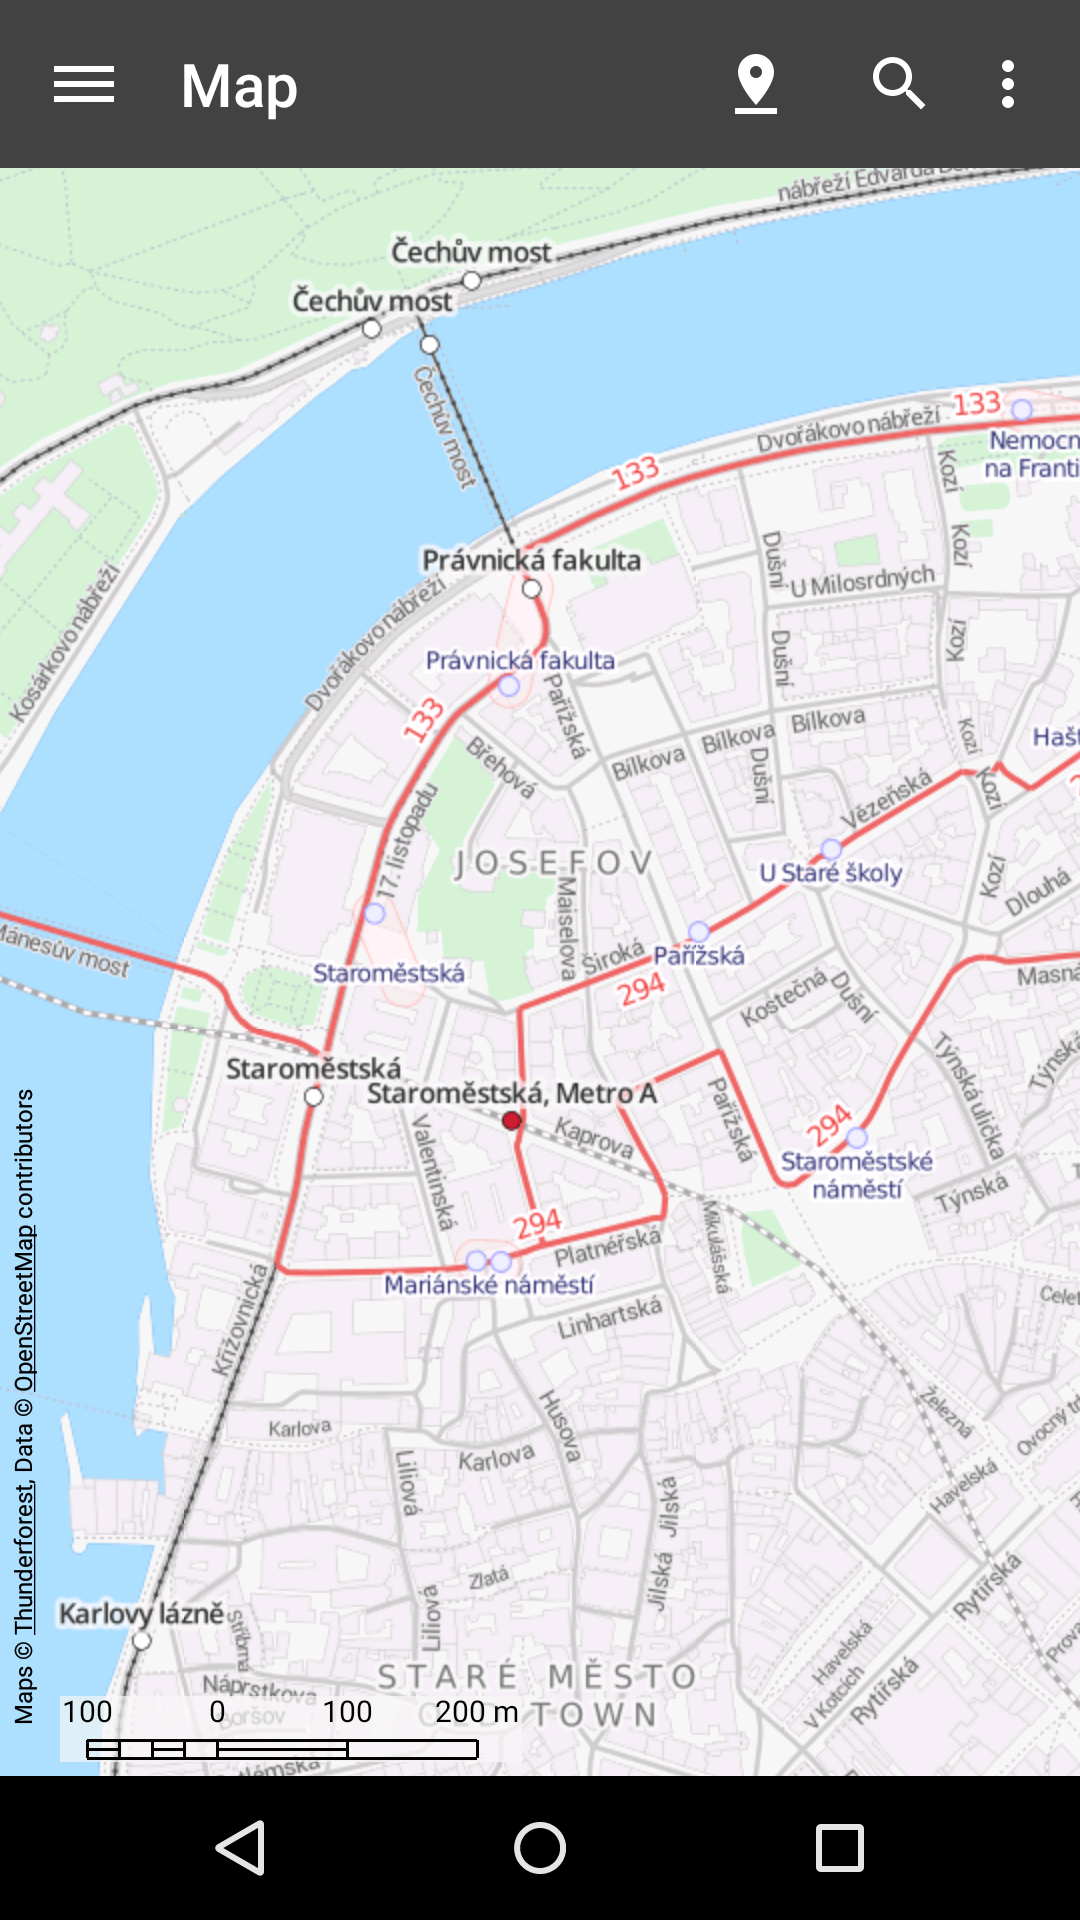 Map
nábřeží Edvarda
Čechův most
Čechův most
Čechův most
133
Dvořákovo nábřeží
Nemocn
na Franti
133
Kozí
Kozí
Kozí
Kozí
Kozí
Kozí
Právnická fakulta
Dušní
U Milosrdných
Dvořákovo nábřeží
Kosárkovo nábřeží
Dušní
Právnická fakulta
Pařížská
133
Bílkova
Bílkova
Bílkova
Hašt
Břehová
Dušní
17. listopadu
Vězeňská
JOSEFOV
U Staré školy
Maiselova
Dlouhá
Mánesův most
Široká
Pařížská
Staroměstská
294
Kostečná
Dušní
Masná
Týnská ulička
Týnská
Staroměstská
Staroměstská, Metro A
Valentinská
Kaprova
Pařížská
294
Staroměstské
náměstí
Týnská
294
Platnéřská
Mikulášská
Mariánské náměstí
Křižovnická
Linhartská
Celet
Karlova
Karlova
Husova
Železná
Ovocný tr
Liliová
Jilská
Havelská
Zlatá
Jilská
Rytířská
Liliová
Karlovy lázně
Stříbrná
Havelská
V Kotcích
Rytířská
Prova
STARÉ MĚSTO
TOWN
Náprstkova
Boršov
100 0 100 200 m
Maps © Thunderforest, Data © OpenStreetMap contributors